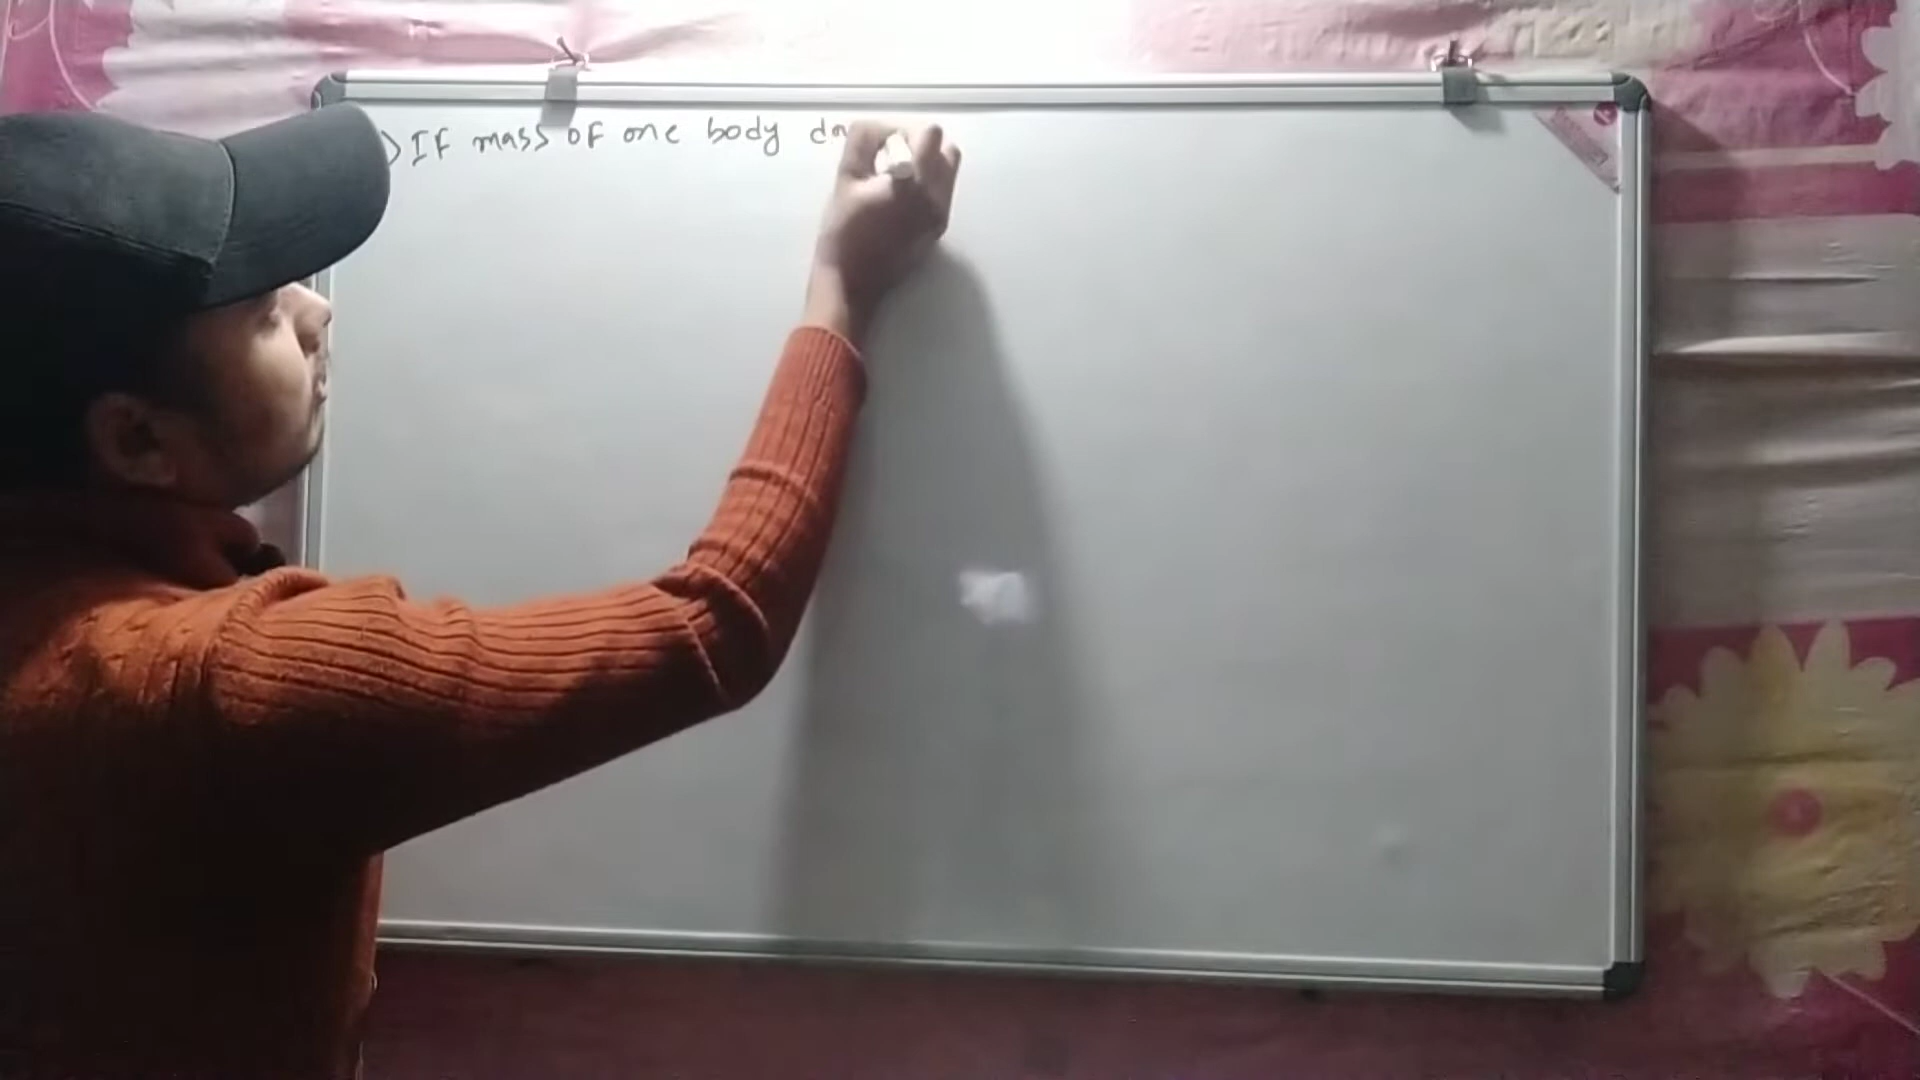 ) If mass of one body